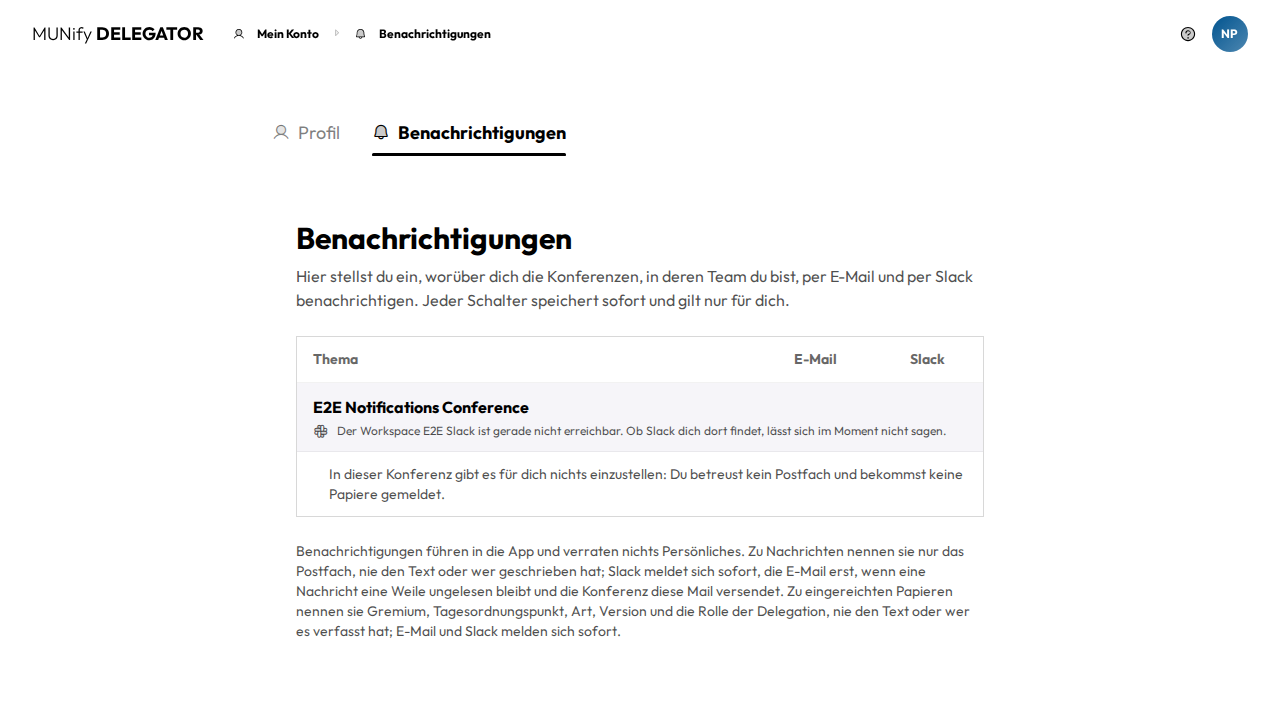 MUNify DELEGATOR
Mein Konto
Benachrichtigungen
NP
Profil
Benachrichtigungen
Benachrichtigungen
Hier stellst du ein, worüber dich die Konferenzen, in deren Team du bist, per E-Mail und per Slack
benachrichtigen. Jeder Schalter speichert sofort und gilt nur für dich.
Thema E-Mail Slack
E2E Notifications Conference
Der Workspace E2E Slack ist gerade nicht erreichbar. Ob Slack dich dort findet, lässt sich im Moment nicht sagen.
In dieser Konferenz gibt es für dich nichts einzustellen: Du betreust kein Postfach und bekommst keine
Papiere gemeldet.
Benachrichtigungen führen in die App und verraten nichts Persönliches. Zu Nachrichten nennen sie nur das
Postfach, nie den Text oder wer geschrieben hat; Slack meldet sich sofort, die E-Mail erst, wenn eine
Nachricht eine Weile ungelesen bleibt und die Konferenz diese Mail versendet. Zu eingereichten Papieren
nennen sie Gremium, Tagesordnungspunkt, Art, Version und die Rolle der Delegation, nie den Text oder wer
es verfasst hat; E-Mail und Slack melden sich sofort.